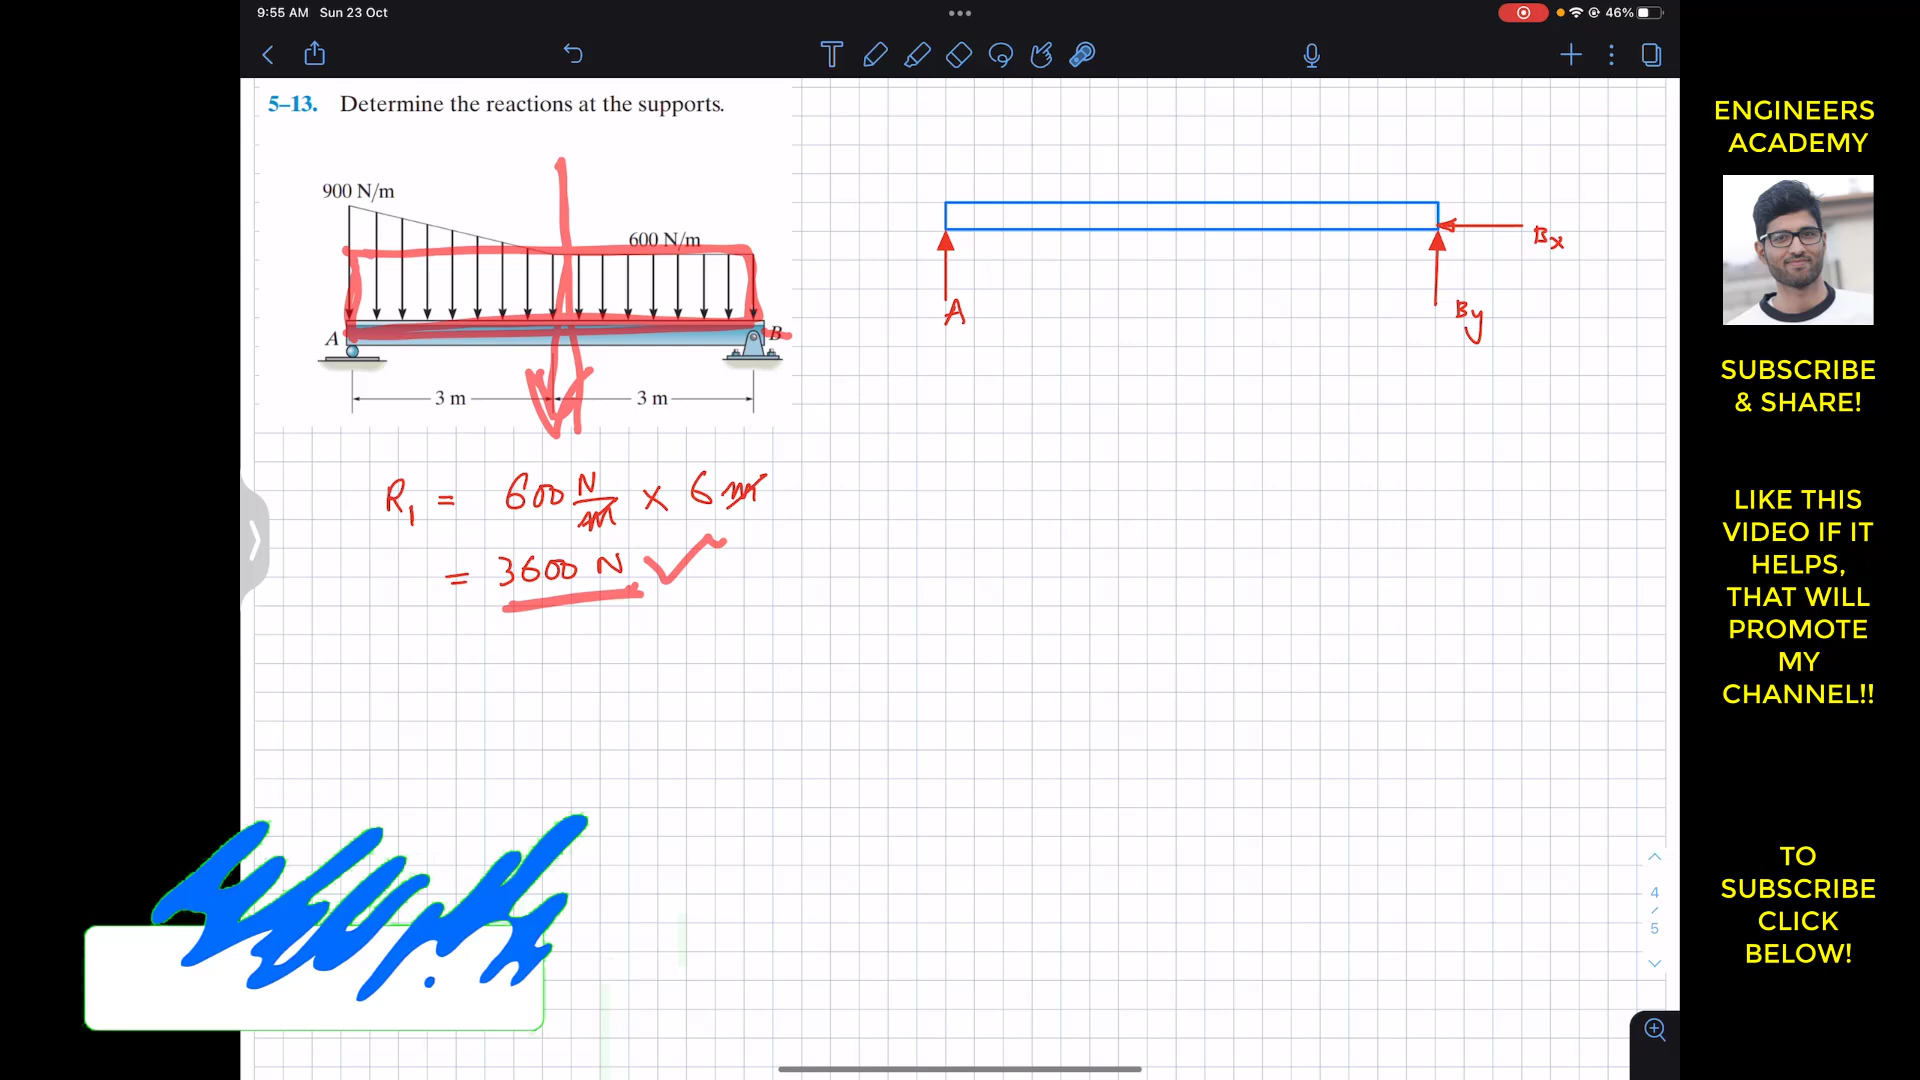 9:55 AM Sun 23 Oct
46%
5–13. Determine the reactions at the supports.
900 N/m
600 N/m
A
B
3 m
3 m
R₁ = 600 N/m × 6 m
= 3600 N
A
By
Bx
4
5
ENGINEERS
ACADEMY
SUBSCRIBE
& SHARE!
LIKE THIS
VIDEO IF IT
HELPS,
THAT WILL
PROMOTE
MY
CHANNEL!!
TO
SUBSCRIBE
CLICK
BELOW!